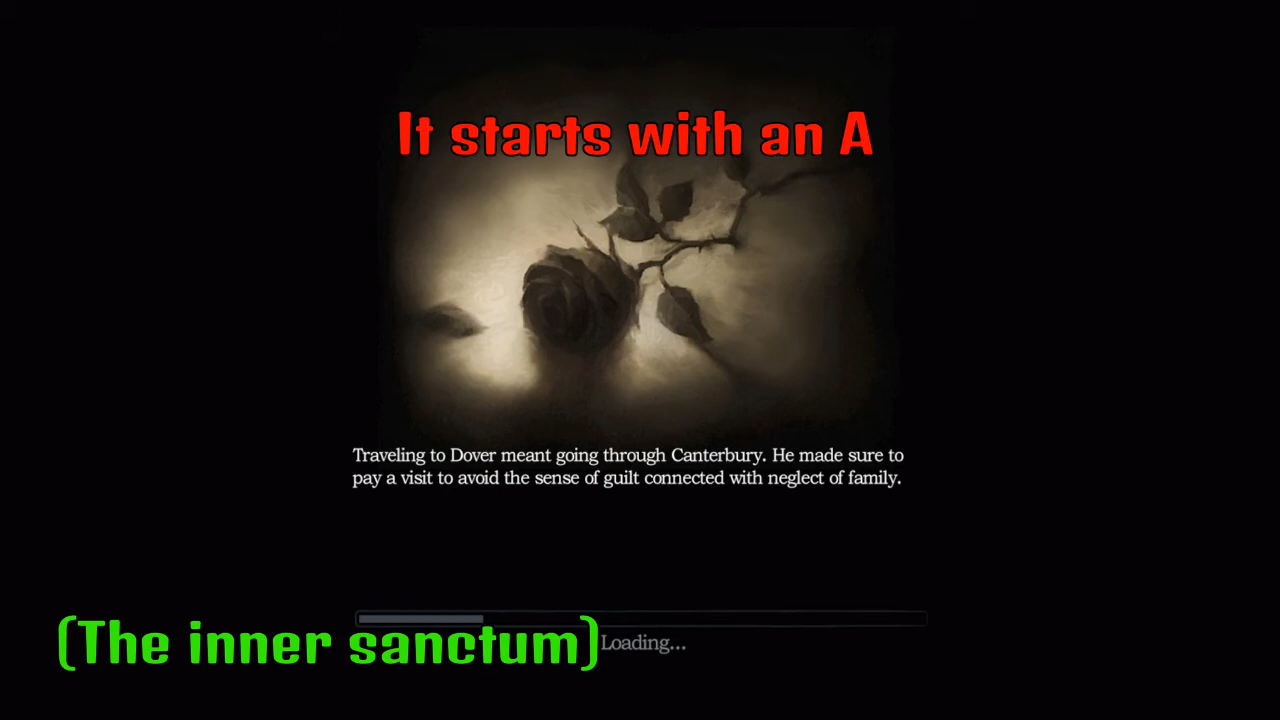 It starts with an A
Traveling to Dover meant going through Canterbury. He made sure to
pay a visit to avoid the sense of guilt connected with neglect of family.
(The inner sanctum)
Loading...